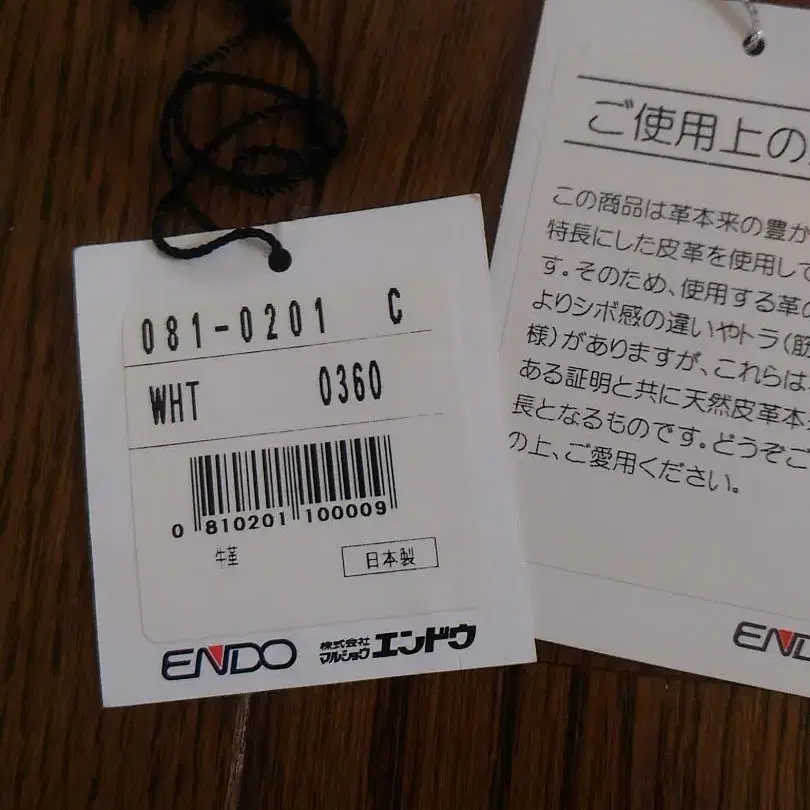 081-0201 C
WHT 0360
0 810201 100009
牛革
日本製
ENDO
株式会社
マルショウ エンドウ
ご使用上の
この商品は革本来の豊か
特長にした皮革を使用して
す。そのため、使用する革の
よりシボ感の違いやトラ(筋
様)がありますが、これらは
ある証明と共に天然皮革本
長となるものです。どうぞご
の上、ご愛用ください。